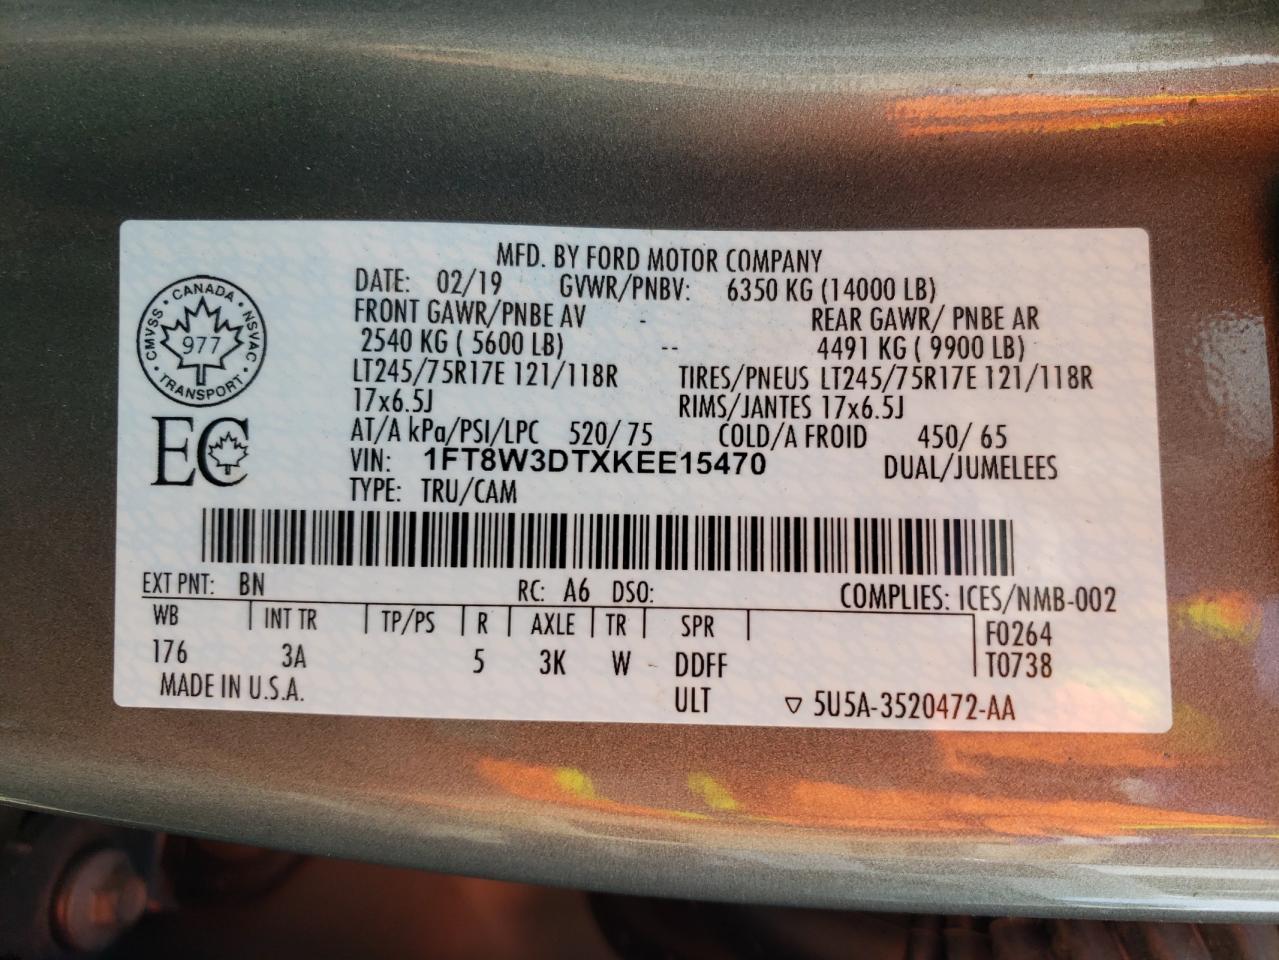 MFD. BY FORD MOTOR COMPANY
DATE: 02/19 GVWR/PNBV: 6350 KG (14000 LB)
FRONT GAWR/PNBE AV - REAR GAWR/ PNBE AR
2540 KG ( 5600 LB) -- 4491 KG ( 9900 LB)
LT245/75R17E 121/118R TIRES/PNEUS LT245/75R17E 121/118R
17x6.5J RIMS/JANTES 17x6.5J
AT/A kPa/PSI/LPC 520/ 75 COLD/A FROID 450/ 65
VIN: 1FT8W3DTXKEE15470 DUAL/JUMELEES
TYPE: TRU/CAM
CANADA
CMVSS 977 NSVAC
TRANSPORT
EC
EXT PNT: BN RC: A6 DSO: COMPLIES: ICES/NMB-002
WB INT TR TP/PS R AXLE TR SPR F0264
176 3A 5 3K W DDFF T0738
MADE IN U.S.A. ULT ▽ 5U5A-3520472-AA